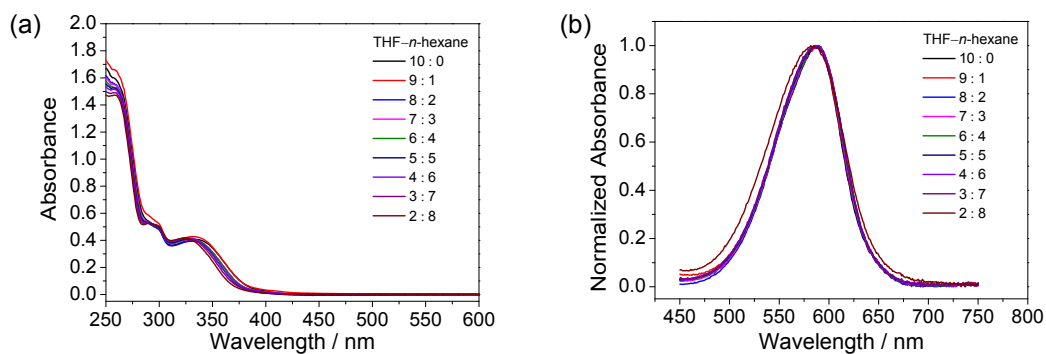 (a)
Absorbance
2.0
1.8
1.6
1.4
1.2
1.0
0.8
0.6
0.4
0.2
0.0
250 300 350 400 450 500 550 600
Wavelength / nm
THF–n-hexane
10 : 0
9 : 1
8 : 2
7 : 3
6 : 4
5 : 5
4 : 6
3 : 7
2 : 8
(b)
Normalized Absorbance
1.0
0.8
0.6
0.4
0.2
0.0
450 500 550 600 650 700 750 800
Wavelength / nm
THF–n-hexane
10 : 0
9 : 1
8 : 2
7 : 3
6 : 4
5 : 5
4 : 6
3 : 7
2 : 8